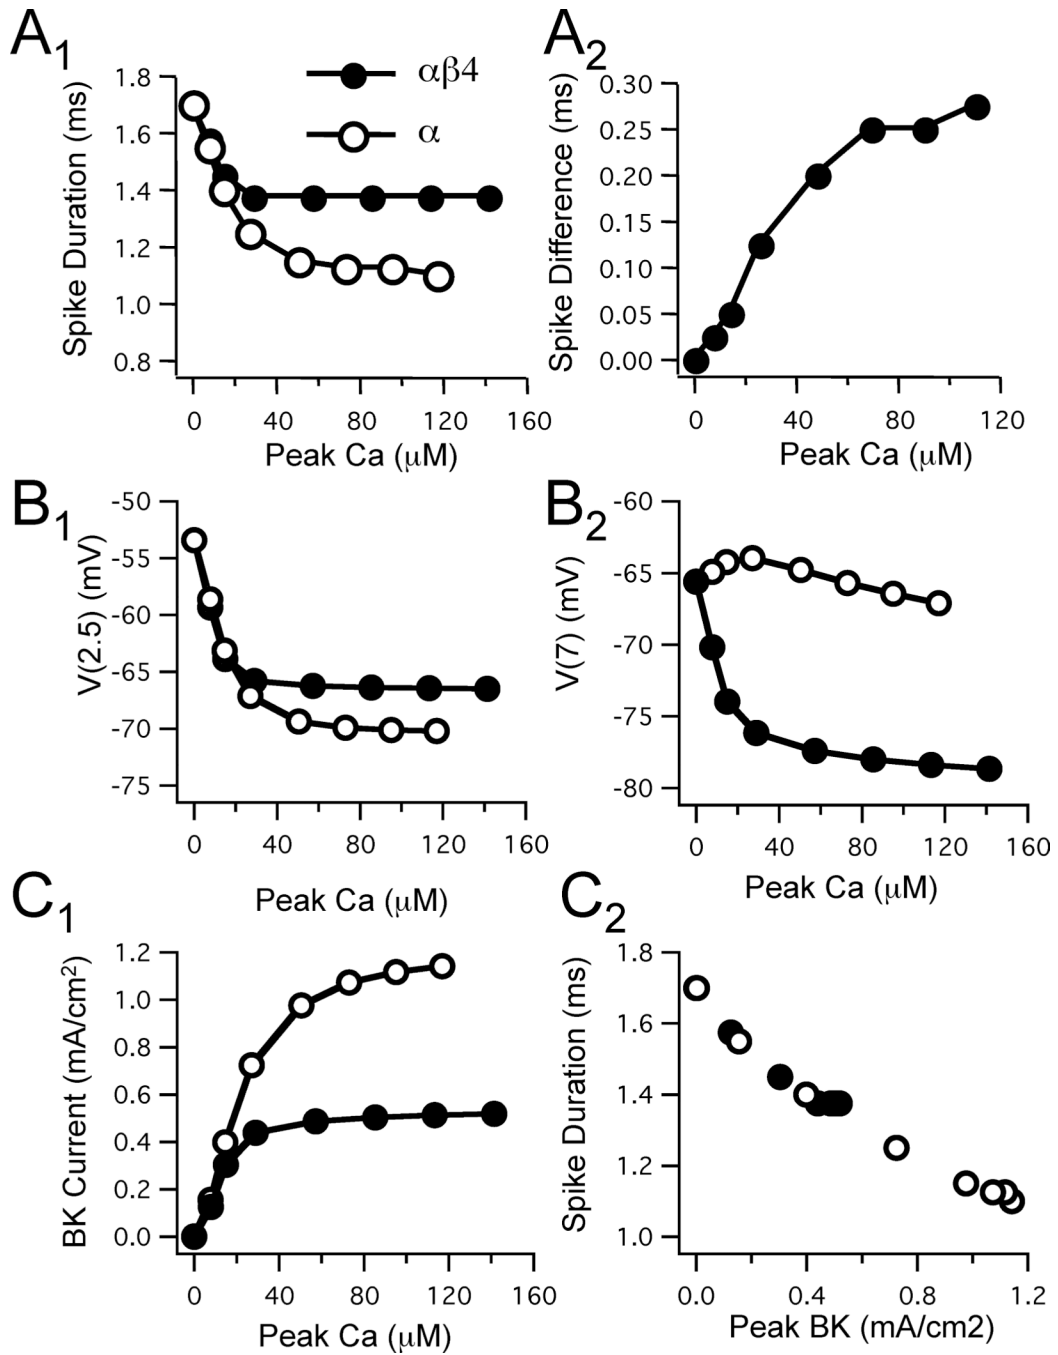 A1
αβ4
α
1.8
1.6
1.4
1.2
1.0
0.8
Spike Duration (ms)
0 40 80 120 160
Peak Ca (μM)
A2
0.30
0.25
0.20
0.15
0.10
0.05
0.00
Spike Difference (ms)
0 40 80 120
Peak Ca (μM)
B1
-50
-55
-60
-65
-70
-75
V(2.5) (mV)
0 40 80 120 160
Peak Ca (μM)
B2
-60
-65
-70
-75
-80
V(7) (mV)
0 40 80 120 160
Peak Ca (μM)
C1
1.2
1.0
0.8
0.6
0.4
0.2
0.0
BK Current (mA/cm²)
0 40 80 120 160
Peak Ca (μM)
C2
1.8
1.6
1.4
1.2
1.0
Spike Duration (ms)
0.0 0.4 0.8 1.2
Peak BK (mA/cm2)